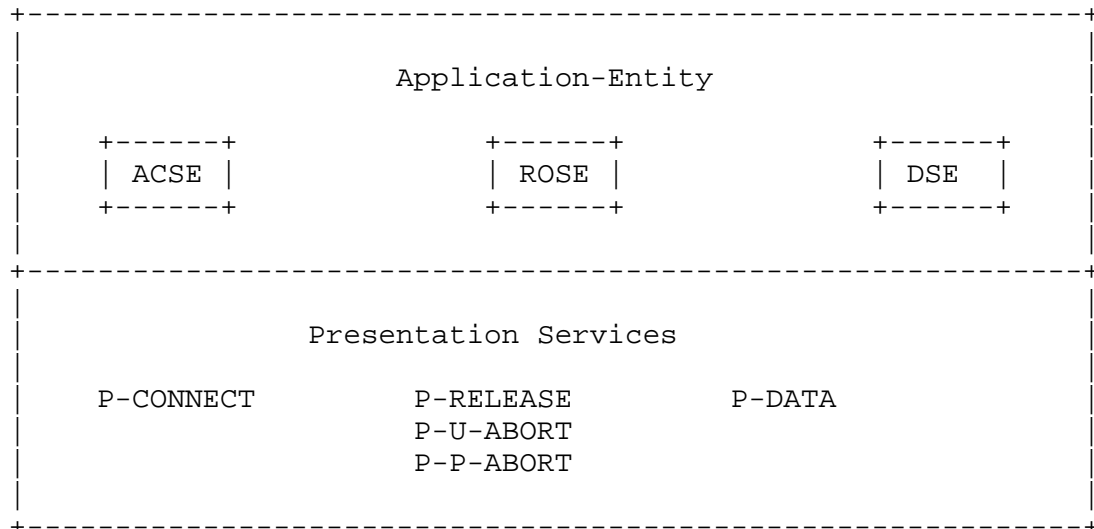 Application-Entity
ACSE ROSE DSE
Presentation Services
P-CONNECT P-RELEASE P-DATA
P-U-ABORT
P-P-ABORT